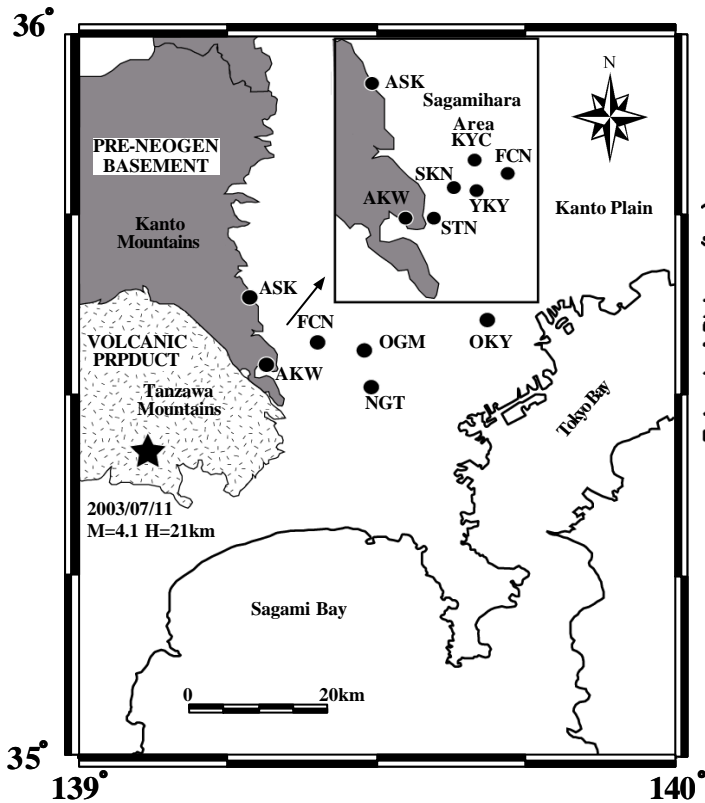 36°
N
ASK
Sagamihara
Area
KYC
FCN
SKN
AKW
YKY
STN
PRE-NEOGEN
BASEMENT
Kanto
Mountains
Kanto Plain
ASK
FCN
OGM
OKY
AKW
NGT
VOLCANIC
PRPDUCT
Tanzawa
Mountains
Tokyo Bay
2003/07/11
M=4.1 H=21km
Sagami Bay
0 20km
35°
139° 140°